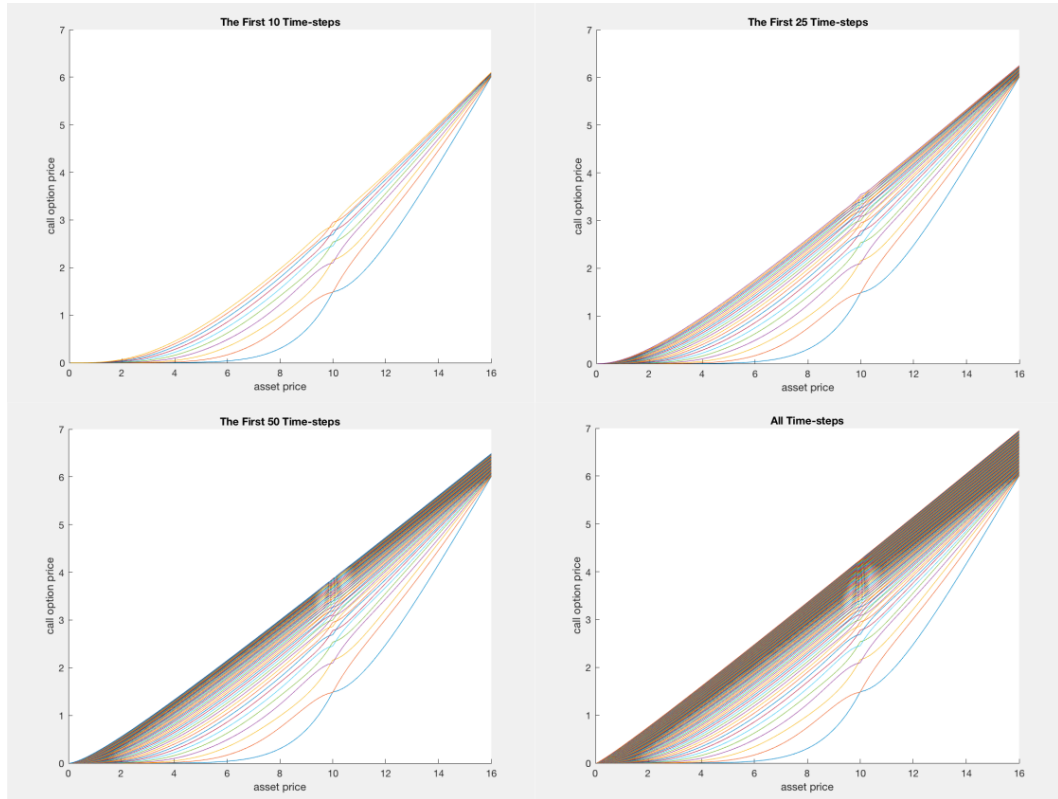 The First 10 Time-steps
7
6
5
4
3
2
1
0
call option price
0 2 4 6 8 10 12 14 16
asset price
The First 25 Time-steps
7
6
5
4
3
2
1
0
call option price
0 2 4 6 8 10 12 14 16
asset price
The First 50 Time-steps
7
6
5
4
3
2
1
0
call option price
0 2 4 6 8 10 12 14 16
asset price
All Time-steps
7
6
5
4
3
2
1
0
call option price
0 2 4 6 8 10 12 14 16
asset price